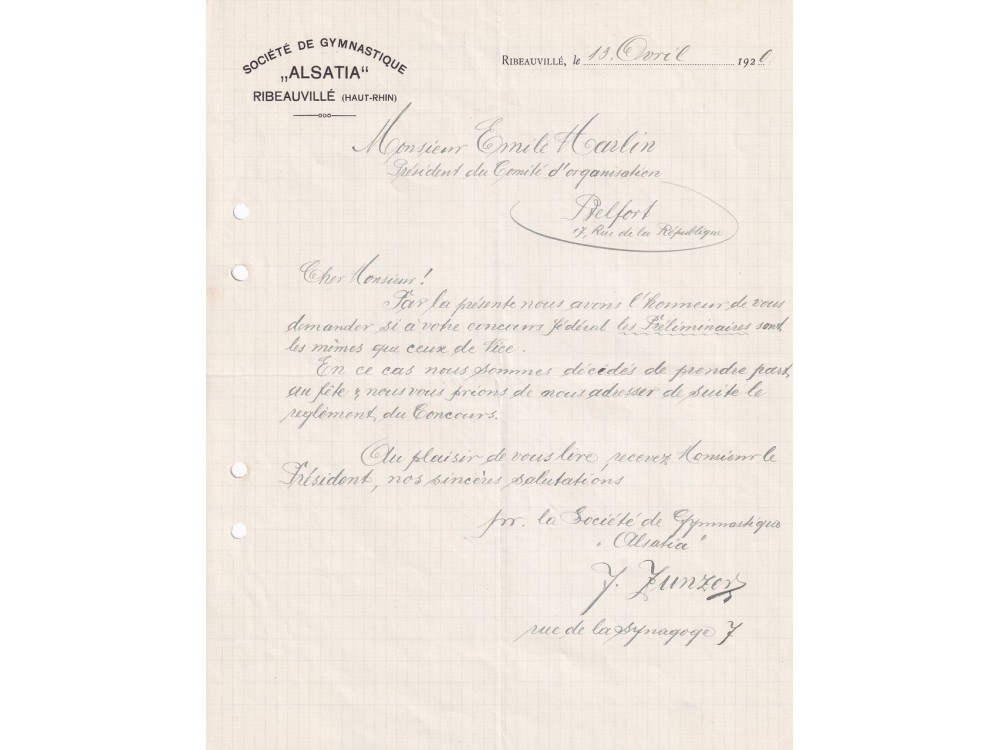 SOCIÉTÉ DE GYMNASTIQUE
„ALSATIA“
RIBEAUVILLÉ (HAUT-RHIN)
RIBEAUVILLÉ, le 13. Avril 1920.
Monsieur Emile Harlin
Président du Comité d'organisation
Belfort
17, Rue de la République
Cher Monsieur!
Par la présente nous avons l'honneur de vous
demander, si à votre concours fédéral les Préliminaires sont
les mêmes que ceux de Nice.
En ce cas nous sommes décédés de prendre part
au fête & nous vous prions de nous adresser de suite le
reglément du Concours.
Au plaisir de vous lire, recevez Monsieur le
Président, nos sincères salutations
pr. la Société de Gymnastique
„Alsatia"
J. Zunzer
rue de la Synagoge 7